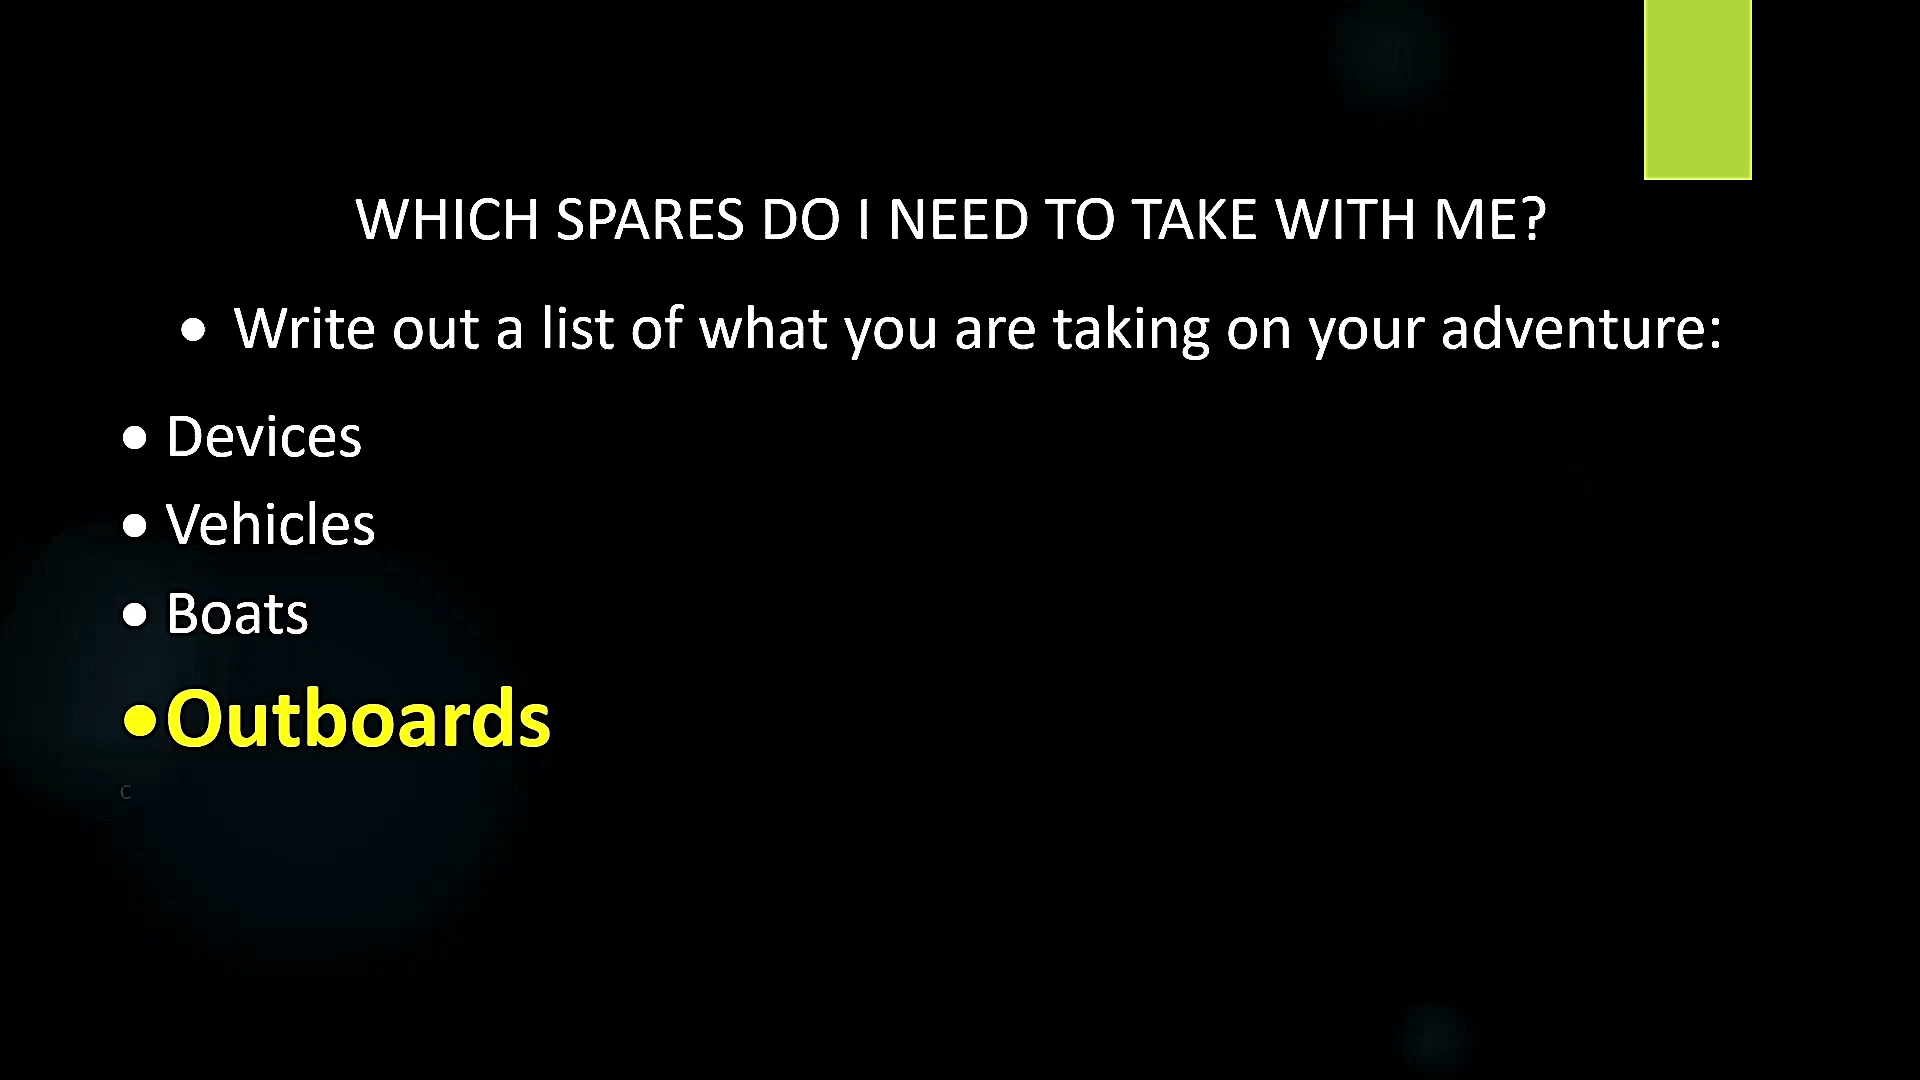 WHICH SPARES DO I NEED TO TAKE WITH ME?
• Write out a list of what you are taking on your adventure:
• Devices
• Vehicles
• Boats
• Outboards
C